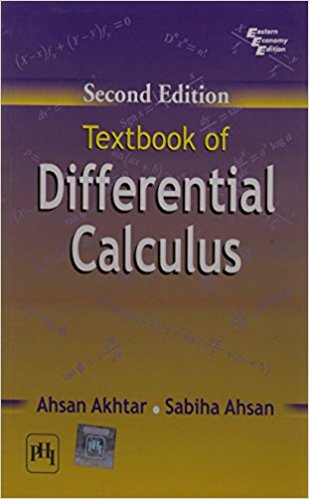 Eastern
Economy
Edition
Second Edition
Textbook of
Differential
Calculus
Ahsan Akhtar • Sabiha Ahsan
PHI